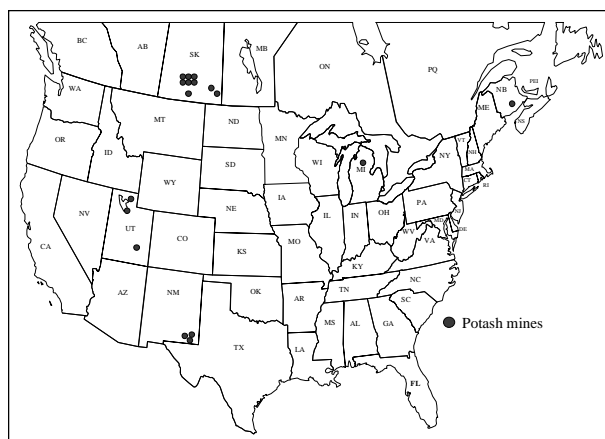 BC
AB
SK
MB
ON
PQ
NB
PEI
NS
WA
MT
ND
MN
ME
OR
ID
SD
WI
MI
NY
VT
NH
MA
CT
RI
WY
IA
NE
PA
NJ
NV
UT
CO
IL
IN
OH
MD
DE
WV
VA
CA
KS
MO
KY
NC
AZ
NM
OK
AR
TN
SC
TX
LA
MS
AL
GA
Potash mines
FL